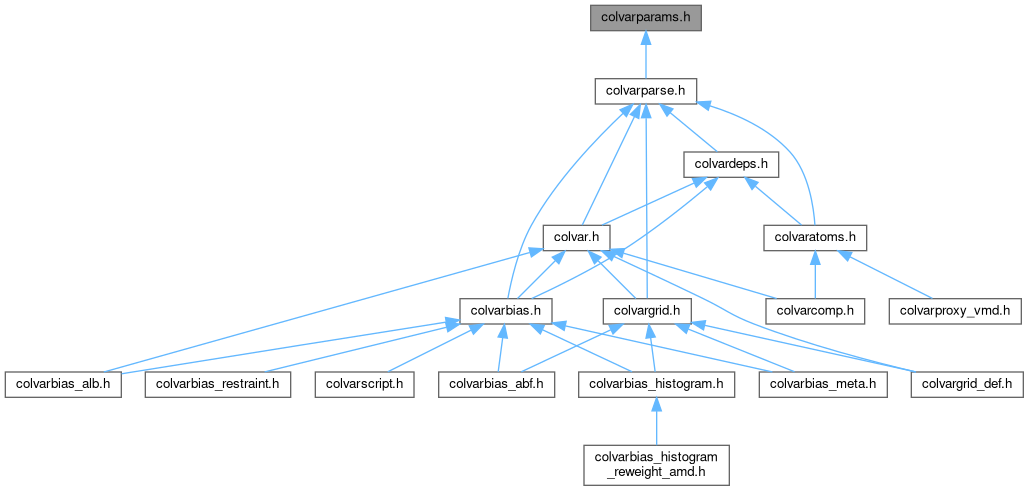 colvarparams.h
colvarparse.h
colvardeps.h
colvar.h
colvaratoms.h
colvarbias.h
colvargrid.h
colvarcomp.h
colvarproxy_vmd.h
colvarbias_alb.h
colvarbias_restraint.h
colvarscript.h
colvarbias_abf.h
colvarbias_histogram.h
colvarbias_meta.h
colvargrid_def.h
colvarbias_histogram
_reweight_amd.h